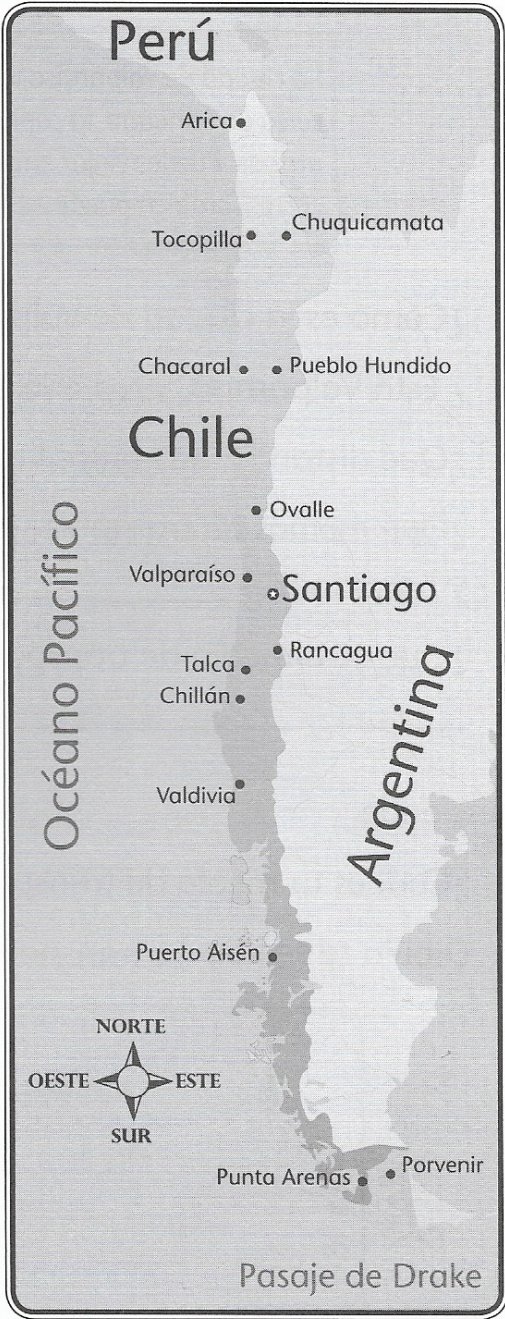 Perú
Arica
Chuquicamata
Tocopilla
Chacaral
Pueblo Hundido
Chile
Ovalle
Océano Pacífico
Valparaíso
Santiago
Rancagua
Talca
Chillán
Argentina
Valdivia
Puerto Aisén
NORTE
OESTE
ESTE
SUR
Punta Arenas
Porvenir
Pasaje de Drake